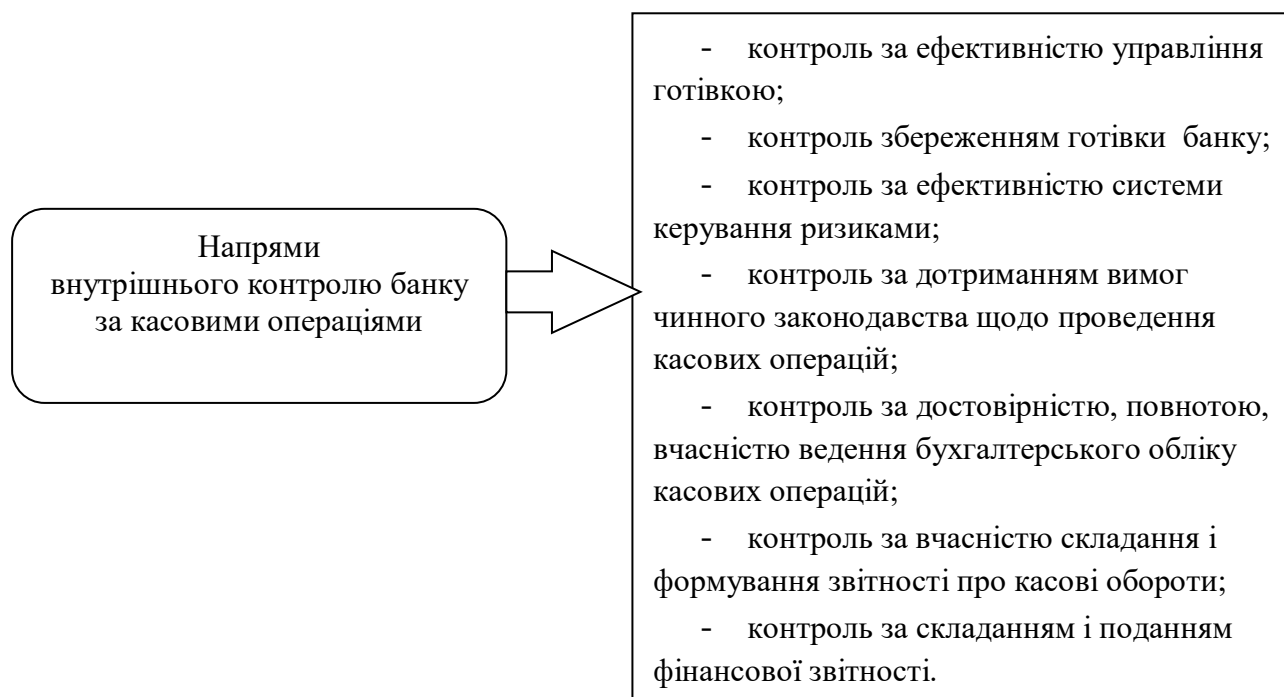 Напрями
внутрішнього контролю банку
за касовими операціями
- контроль за ефективністю управління
готівкою;
- контроль збереженням готівки банку;
- контроль за ефективністю системи
керування ризиками;
- контроль за дотриманням вимог
чинного законодавства щодо проведення
касових операцій;
- контроль за достовірністю, повнотою,
вчасністю ведення бухгалтерського обліку
касових операцій;
- контроль за вчасністю складання і
формування звітності про касові обороти;
- контроль за складанням і поданням
фінансової звітності.